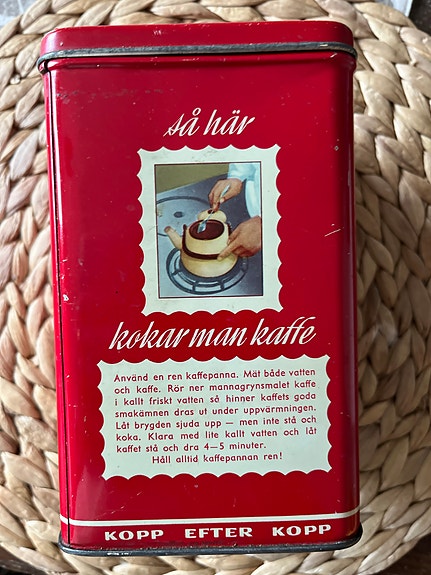 så här
kokar man kaffe
Använd en ren kaffepanna. Mät både vatten
och kaffe. Rör ner mannagrynsmalet kaffe
i kallt friskt vatten så hinner kaffets goda
smakämnen dras ut under uppvärmningen.
Låt brygden sjuda upp — men inte stå och
koka. Klara med lite kallt vatten och låt
kaffet stå och dra 4—5 minuter.
Håll alltid kaffepannan ren!
KOPP EFTER KOPP